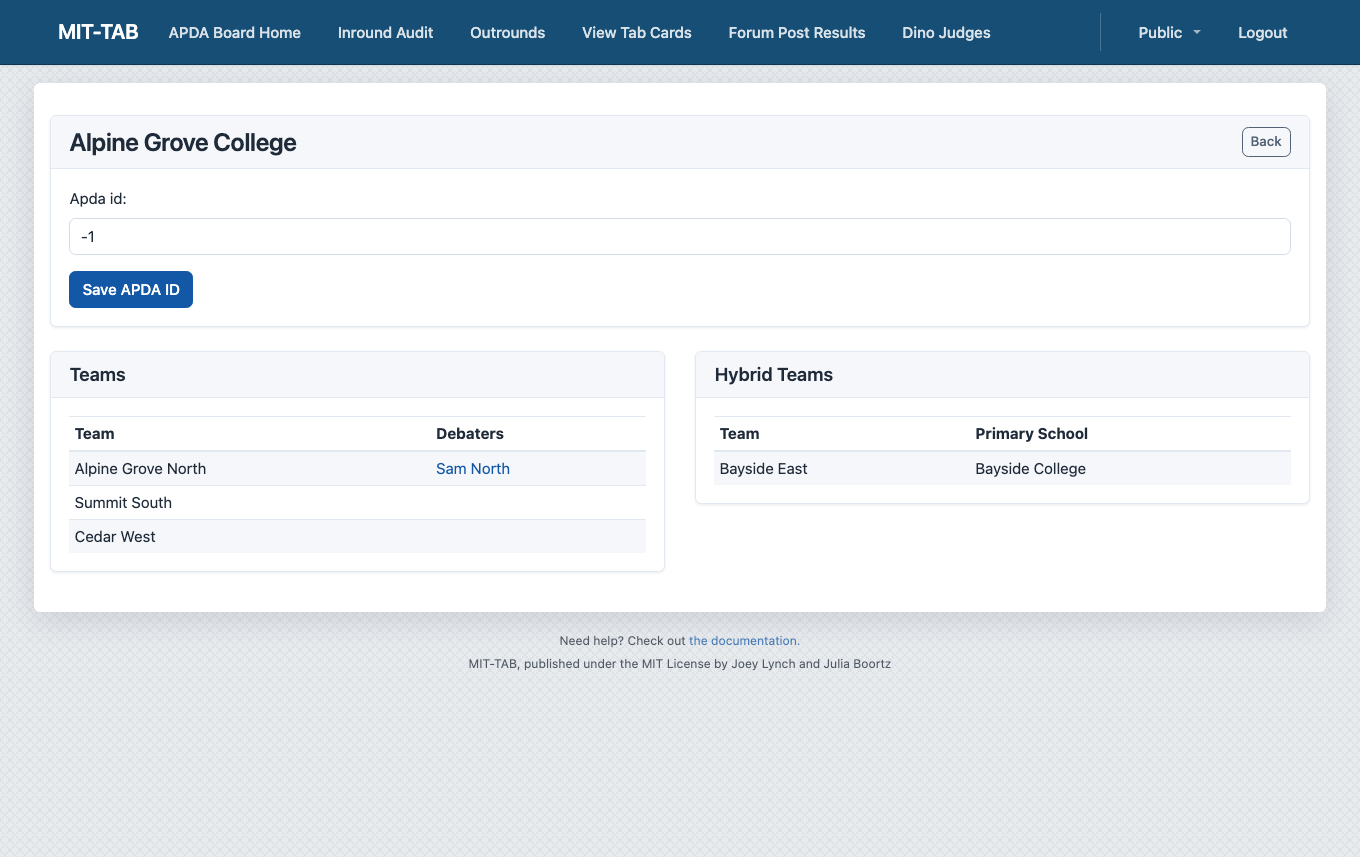 MIT-TAB APDA Board Home Inround Audit Outrounds View Tab Cards Forum Post Results Dino Judges Public Logout
Alpine Grove College Back
Apda id:
-1
Save APDA ID
Teams
Team Debaters
Alpine Grove North Sam North
Summit South
Cedar West
Hybrid Teams
Team Primary School
Bayside East Bayside College
Need help? Check out the documentation.
MIT-TAB, published under the MIT License by Joey Lynch and Julia Boortz